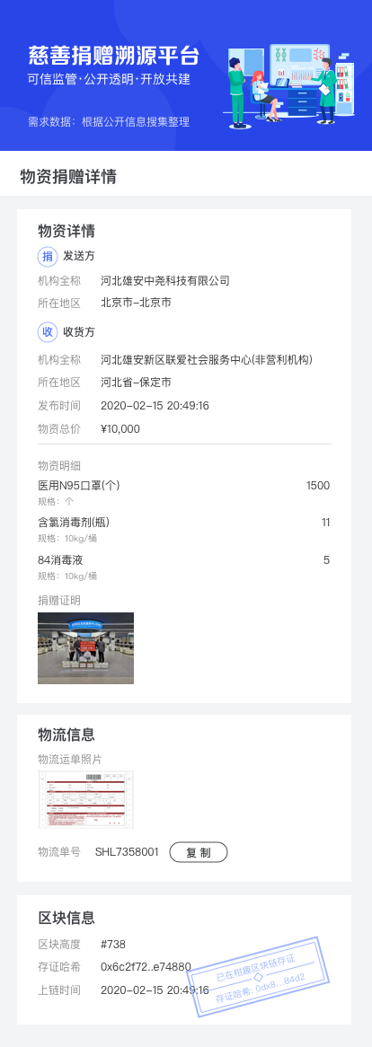 慈善捐赠溯源平台
可信监管·公开透明·开放共建
需求数据：根据公开信息搜集整理
物资捐赠详情
物资详情
捐 发送方
机构全称 河北雄安中尧科技有限公司
所在地区 北京市-北京市
收 收货方
机构全称 河北雄安新区联爱社会服务中心(非营利机构)
所在地区 河北省-保定市
发布时间 2020-02-15 20:49:16
物资总价 ¥10,000
物资明细
医用N95口罩(个) 1500
规格：个
含氯消毒剂(瓶) 11
规格：10kg/桶
84消毒液 5
规格：10kg/桶
捐赠证明
物流信息
物流运单照片
物流单号 SHL7358001 复制
区块信息
区块高度 #738
存证哈希 0x6c2f72..e74880
上链时间 2020-02-15 20:49:16
已在柑趣区块链存证
存证哈希: 0dx8...84d2